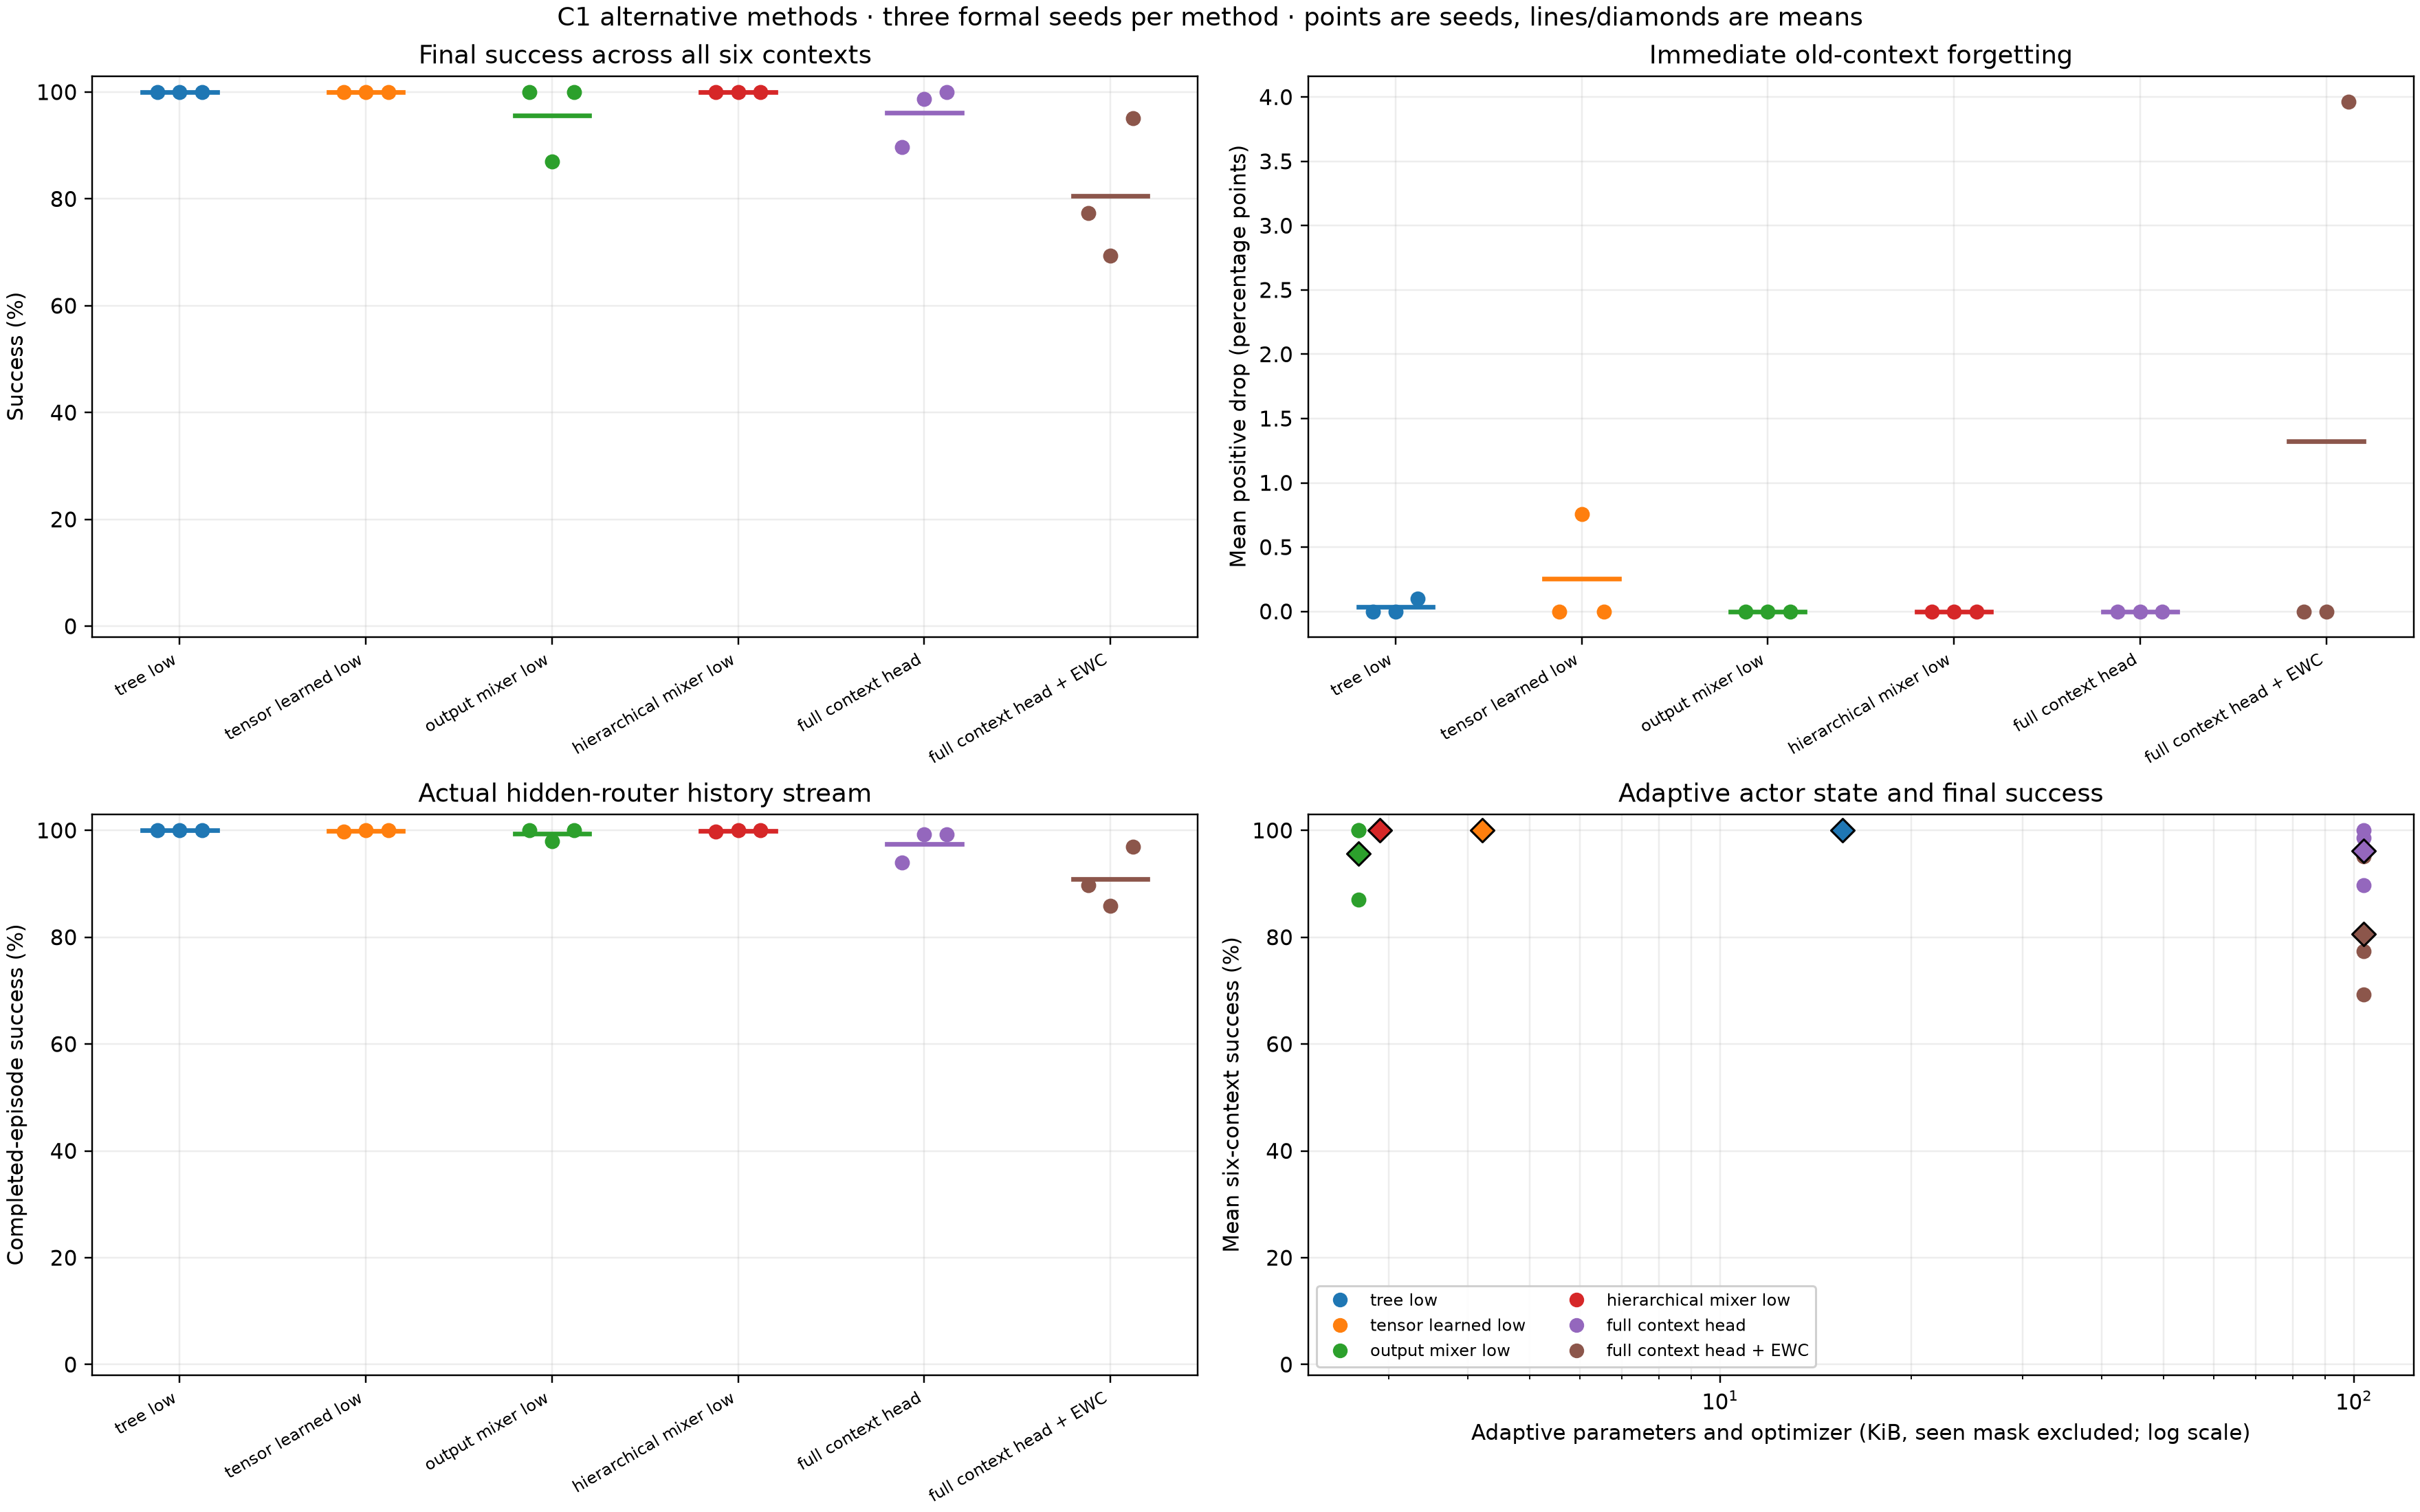 C1 alternative methods · three formal seeds per method · points are seeds, lines/diamonds are means
Final success across all six contexts
Success (%)
100
80
60
40
20
0
tree low
tensor learned low
output mixer low
hierarchical mixer low
full context head
full context head + EWC
Immediate old-context forgetting
Mean positive drop (percentage points)
4.0
3.5
3.0
2.5
2.0
1.5
1.0
0.5
0.0
tree low
tensor learned low
output mixer low
hierarchical mixer low
full context head
full context head + EWC
Actual hidden-router history stream
Completed-episode success (%)
100
80
60
40
20
0
tree low
tensor learned low
output mixer low
hierarchical mixer low
full context head
full context head + EWC
Adaptive actor state and final success
Mean six-context success (%)
100
80
60
40
20
0
tree low
tensor learned low
output mixer low
hierarchical mixer low
full context head
full context head + EWC
10¹
10²
Adaptive parameters and optimizer (KiB, seen mask excluded; log scale)